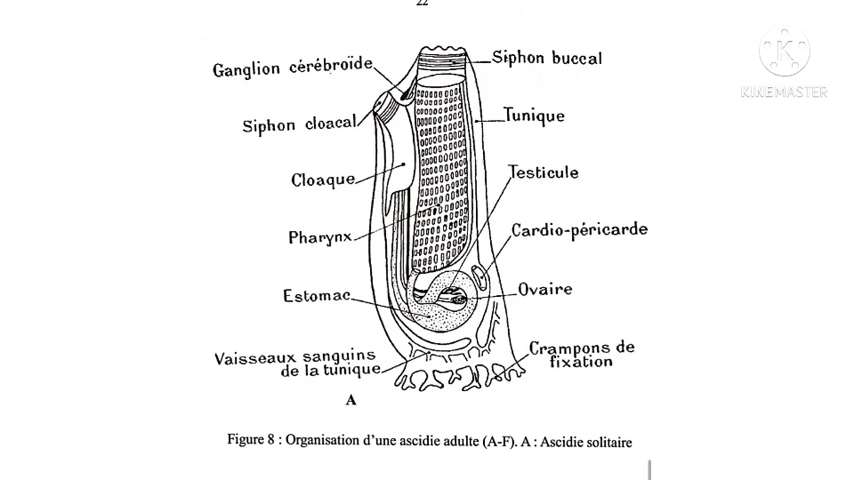 22
Ganglion cérébroïde
Siphon buccal
Siphon cloacal
Tunique
Cloaque
Testicule
Pharynx
Cardio-péricarde
Estomac
Ovaire
Vaisseaux sanguins
de la tunique
Crampons de
fixation
A
Figure 8 : Organisation d'une ascidie adulte (A-F). A : Ascidie solitaire
K
KINEMASTER